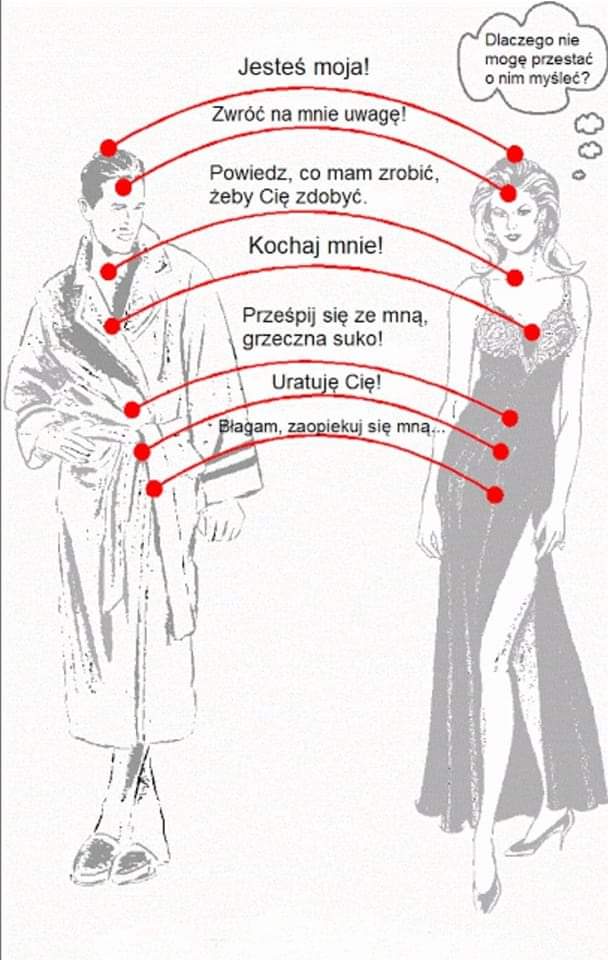 Dlaczego nie
mogę przestać
o nim myśleć?
Jesteś moja!
Zwróć na mnie uwagę!
Powiedz, co mam zrobić,
żeby Cię zdobyć.
Kochaj mnie!
Prześpij się ze mną,
grzeczna suko!
Uratuję Cię!
Błagam, zaopiekuj się mną...